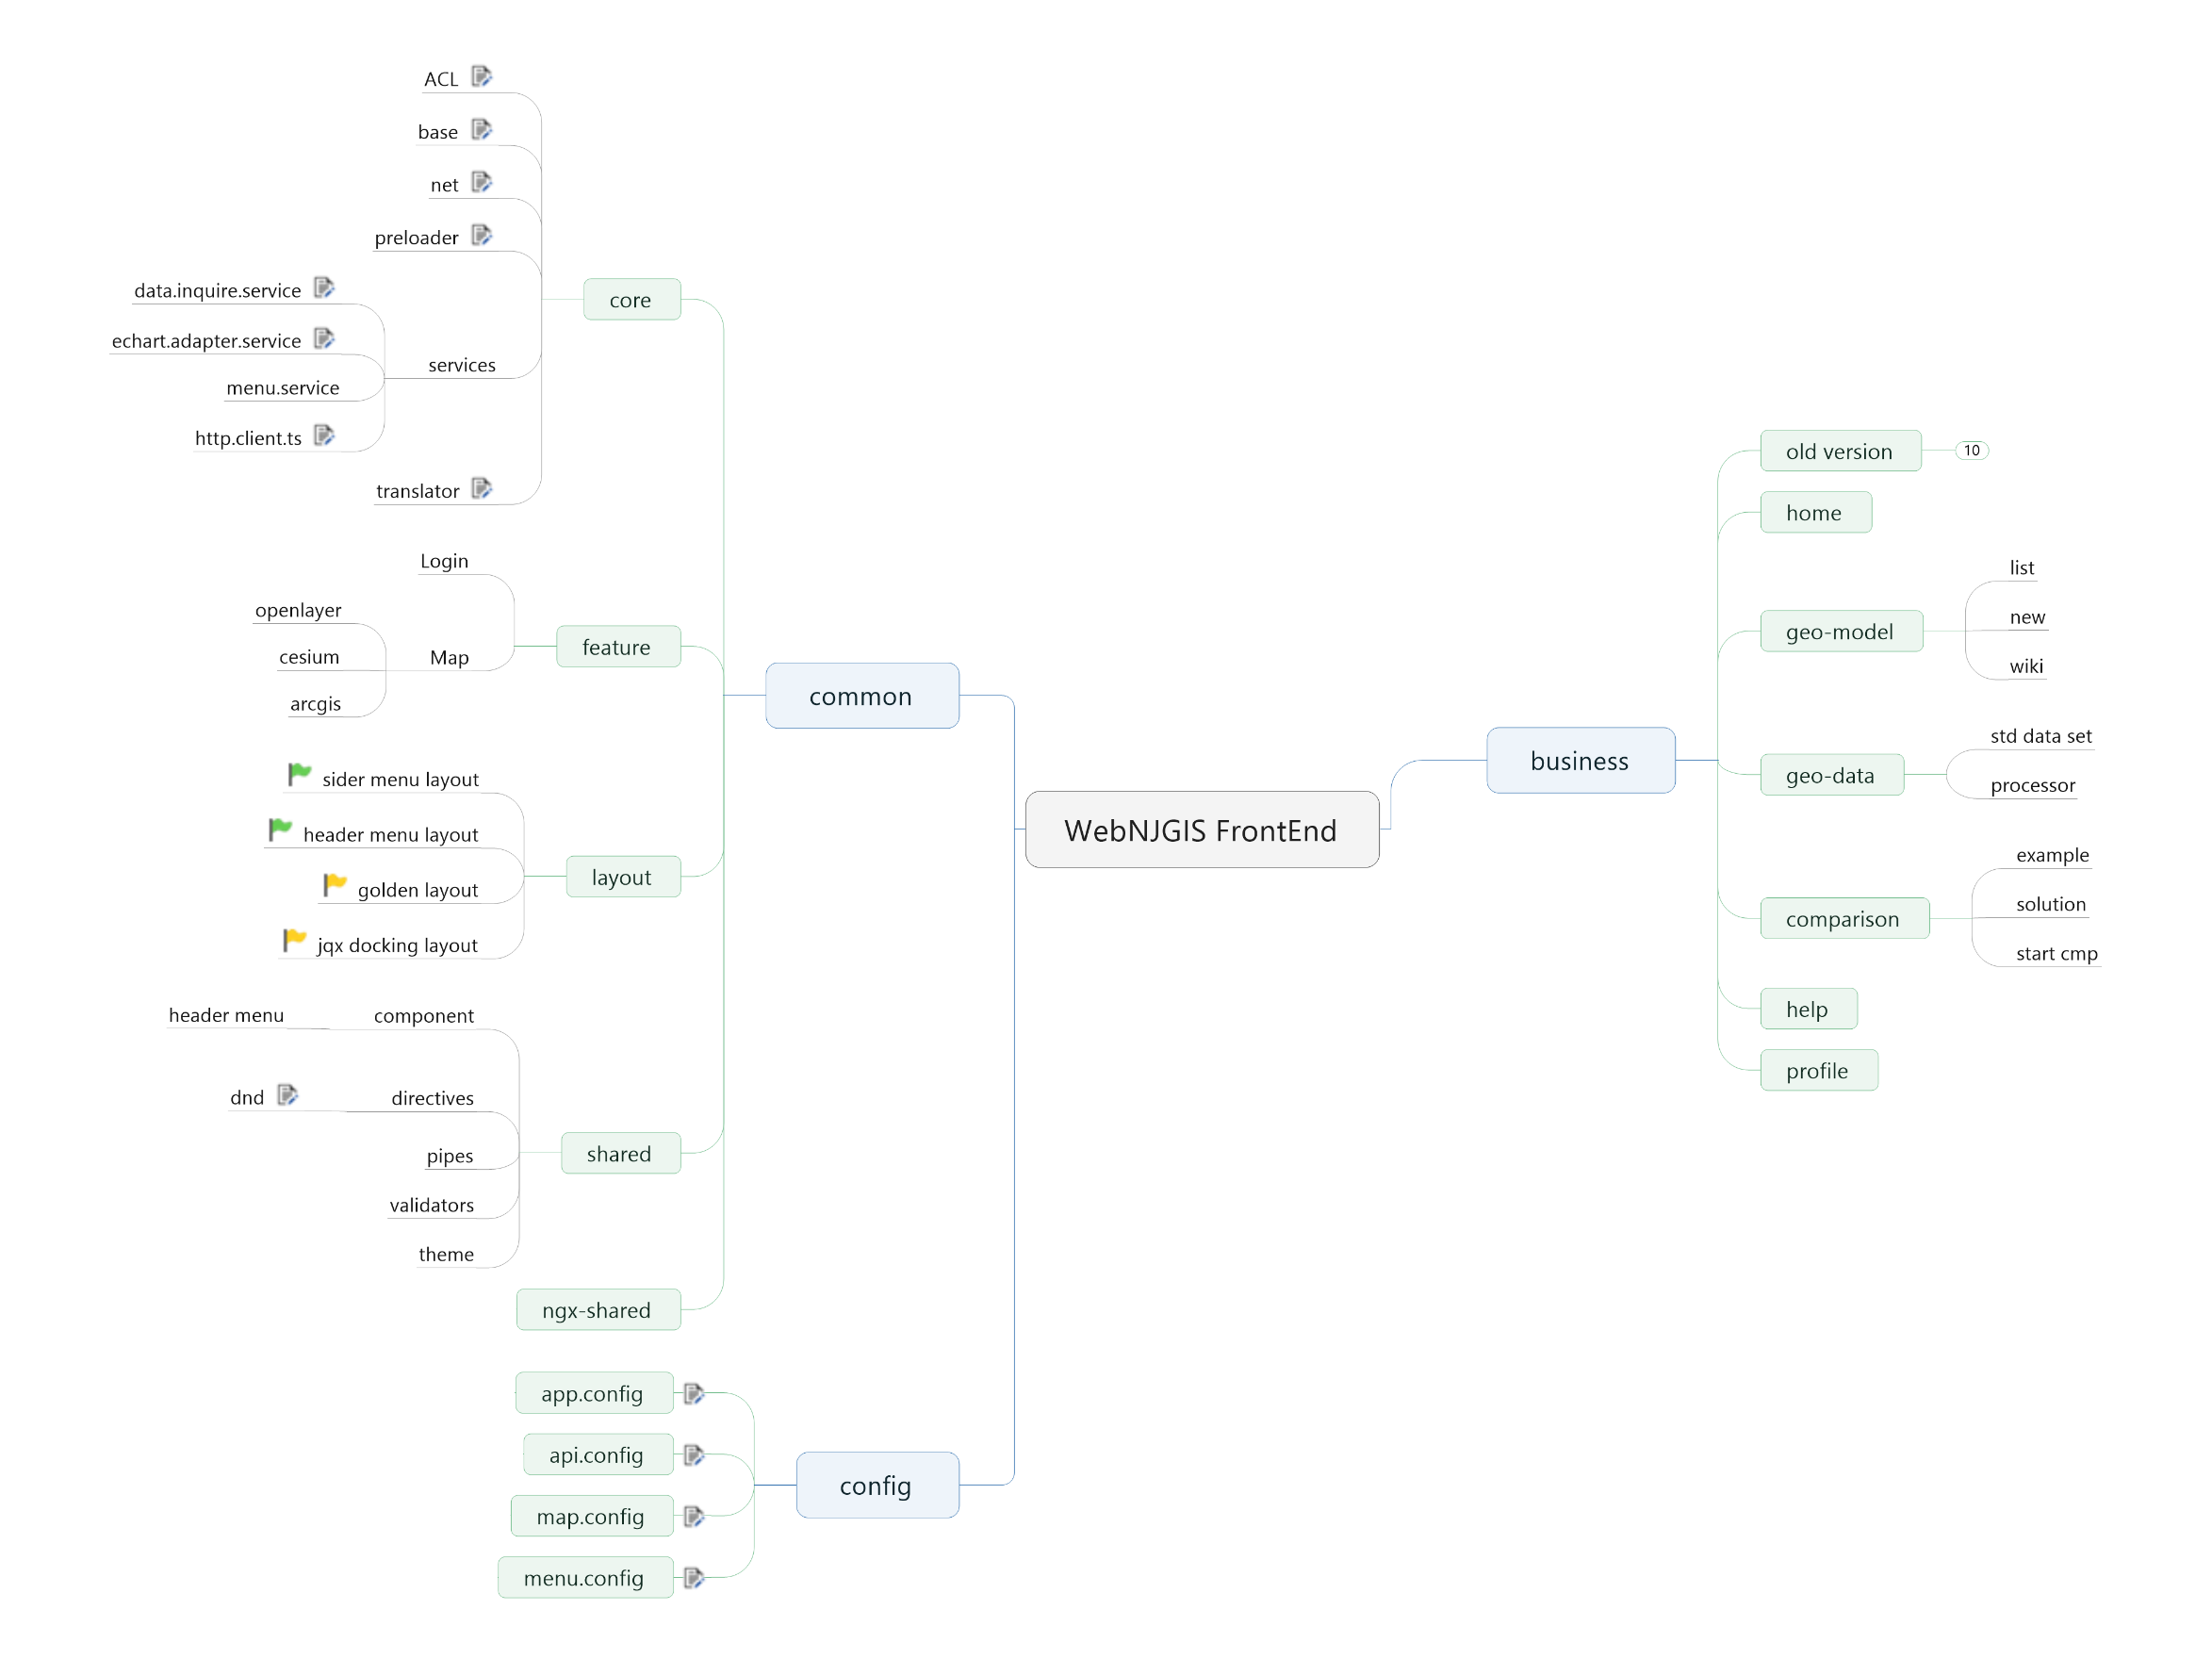 ACL
base
net
preloader
data.inquire.service
echart.adapter.service
menu.service
http.client.ts
services
translator
core
Login
openlayer
cesium
arcgis
Map
feature
sider menu layout
header menu layout
golden layout
jqx docking layout
layout
header menu
component
dnd
directives
pipes
validators
theme
shared
ngx-shared
common
app.config
api.config
map.config
menu.config
config
WebNJGIS FrontEnd
business
old version
10
home
geo-model
list
new
wiki
geo-data
std data set
processor
comparison
example
solution
start cmp
help
profile